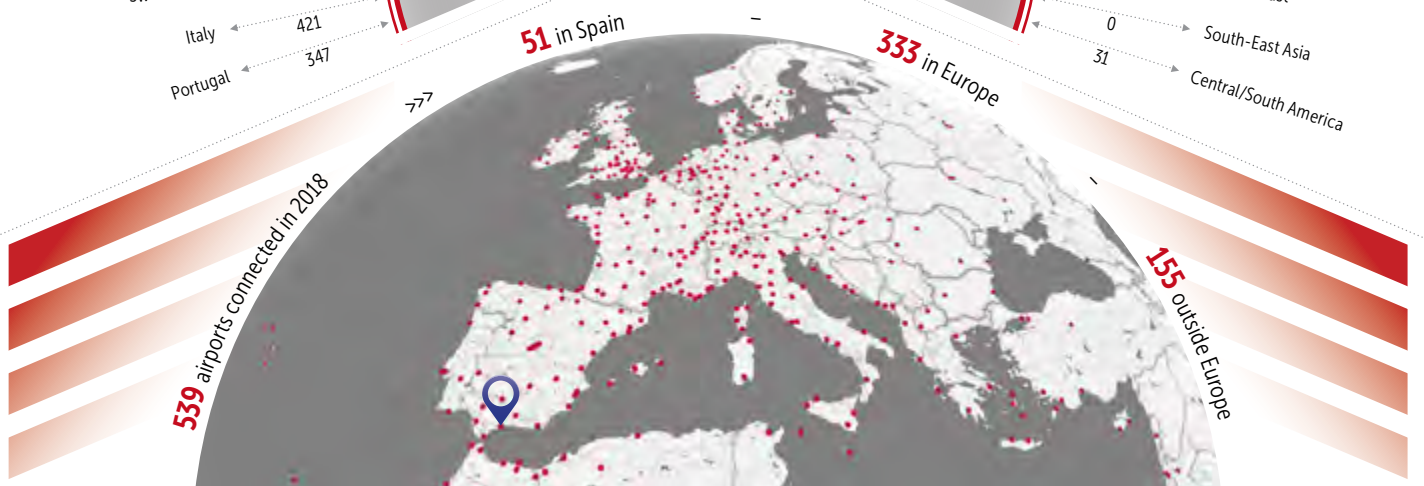 Italy 421
Portugal 347
>>>
539 airports connected in 2018
51 in Spain
–
333 in Europe
–
155 outside Europe
0 South-East Asia
31 Central/South America